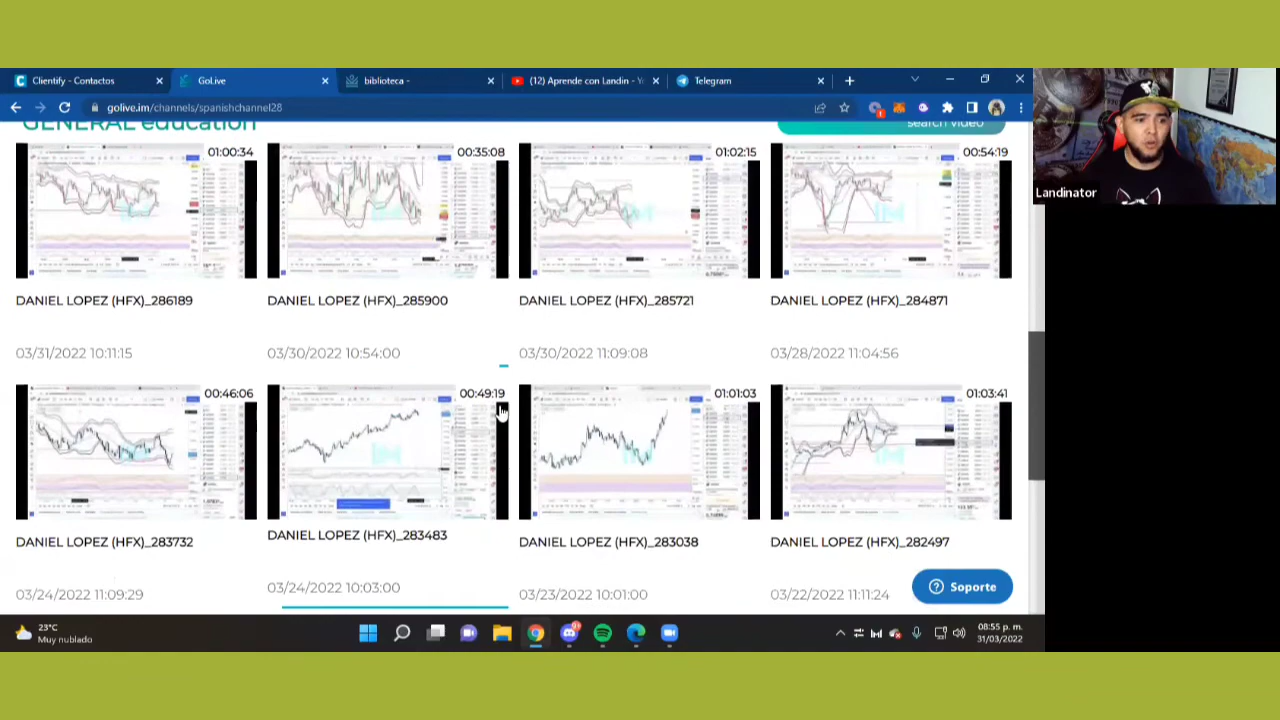 Clientify - Contactos
GoLive
biblioteca -
(12) Aprende con Landin - Y
Telegram
golive.im/channels/spanishchannel28
GENERAL education
search video
01:00:34
00:35:08
01:02:15
00:54:19
DANIEL LOPEZ (HFX)_286189
DANIEL LOPEZ (HFX)_285900
DANIEL LOPEZ (HFX)_285721
DANIEL LOPEZ (HFX)_284871
03/31/2022 10:11:15
03/30/2022 10:54:00
03/30/2022 11:09:08
03/28/2022 11:04:56
00:46:06
00:49:19
01:01:03
01:03:41
DANIEL LOPEZ (HFX)_283732
DANIEL LOPEZ (HFX)_283483
DANIEL LOPEZ (HFX)_283038
DANIEL LOPEZ (HFX)_282497
03/24/2022 11:09:29
03/24/2022 10:03:00
03/23/2022 10:01:00
03/22/2022 11:11:24
Soporte
23°C
Muy nublado
08:55 p. m.
31/03/2022
Landinator